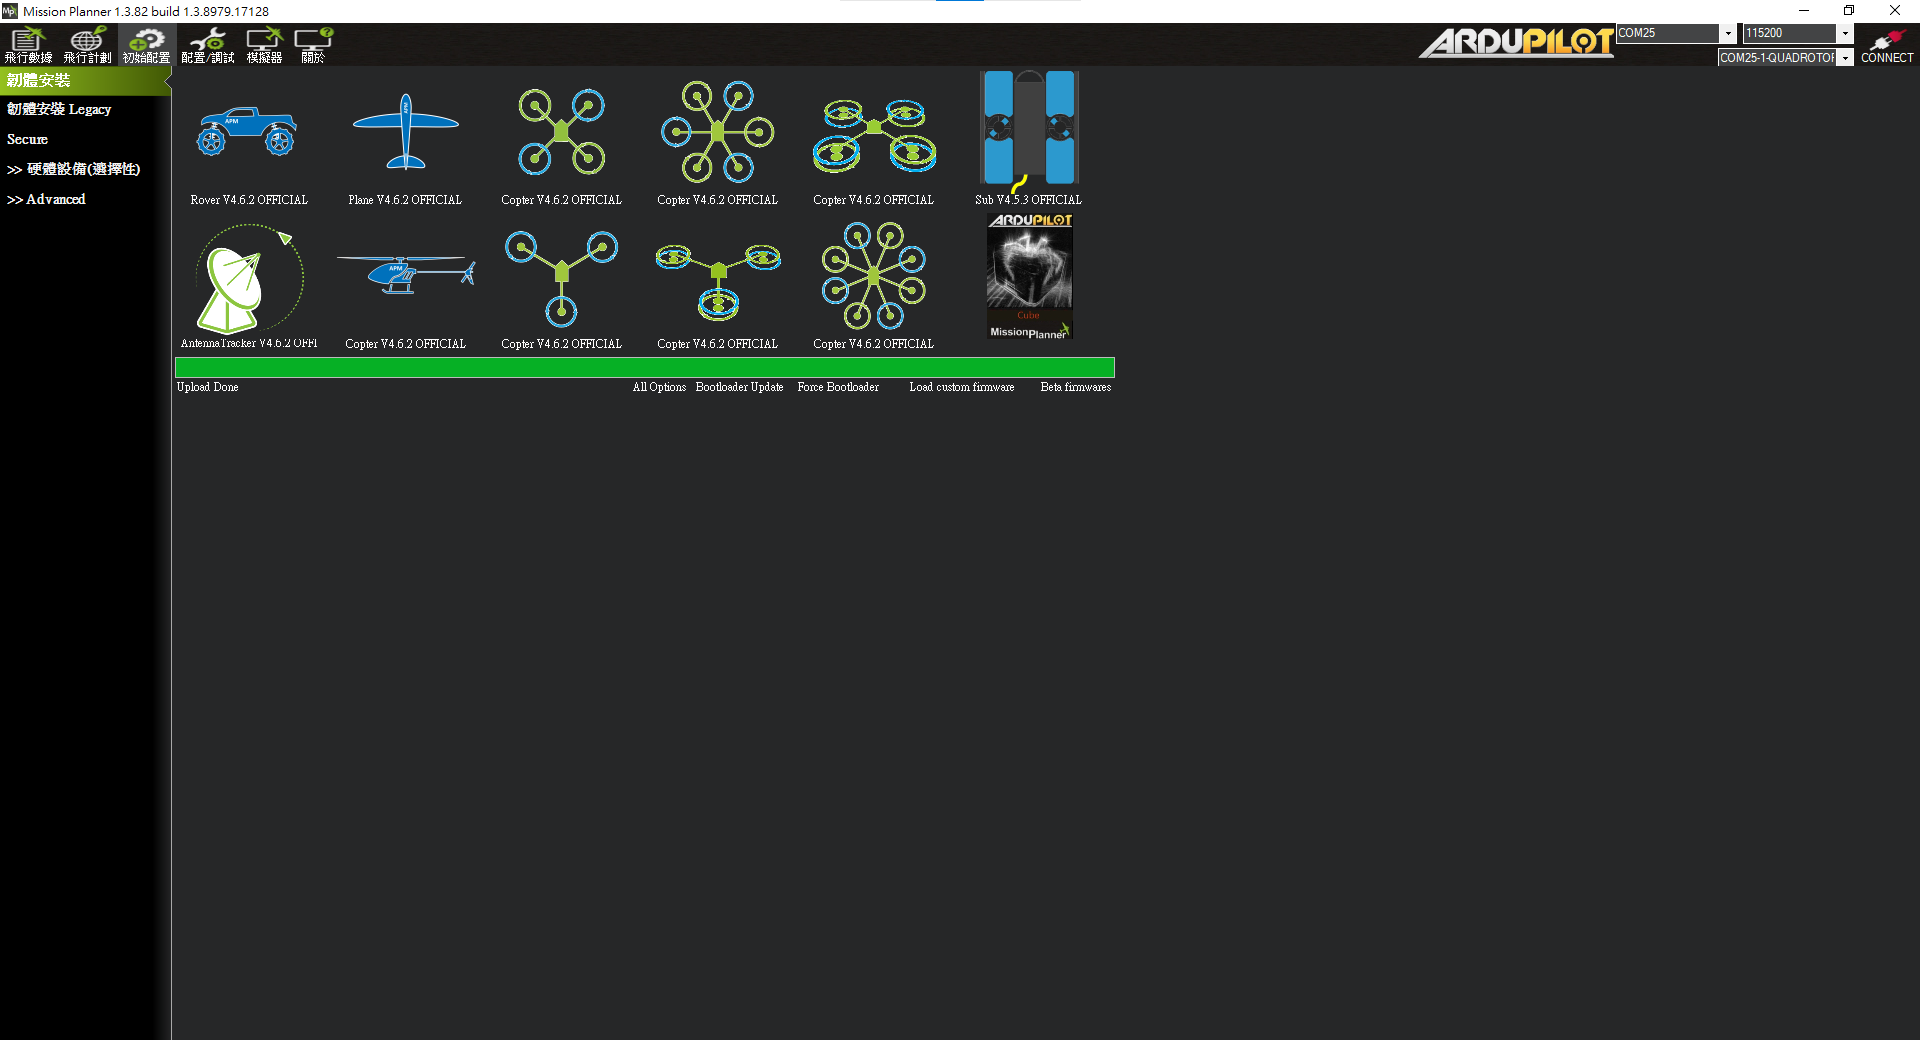 Mission Planner 1.3.82 build 1.3.8979.17128
飛行數據 飛行計劃 初始配置 配置/調試 模擬器 關於
ARDUPILOT
COM25
115200
COM25-1-QUADROTOR
CONNECT
韌體安裝
韌體安裝 Legacy
Secure
>> 硬體設備(選擇性)
>> Advanced
Rover V4.6.2 OFFICIAL
Plane V4.6.2 OFFICIAL
Copter V4.6.2 OFFICIAL
Copter V4.6.2 OFFICIAL
Copter V4.6.2 OFFICIAL
Sub V4.5.3 OFFICIAL
APM
APM
ARDUPILOT
Cube
MissionPlanner
AntennaTracker V4.6.2 OFFI
Copter V4.6.2 OFFICIAL
Copter V4.6.2 OFFICIAL
Copter V4.6.2 OFFICIAL
Copter V4.6.2 OFFICIAL
Upload Done
All Options
Bootloader Update
Force Bootloader
Load custom firmware
Beta firmwares